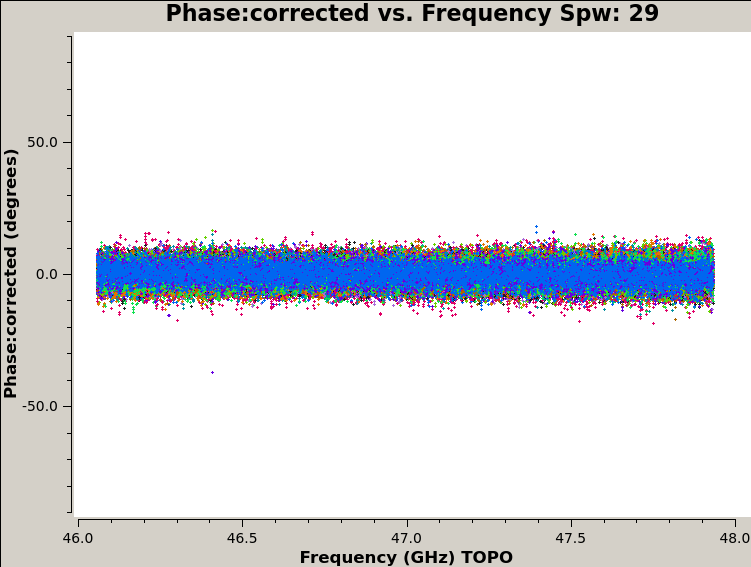 Phase:corrected vs. Frequency Spw: 29
Phase:corrected (degrees)
50.0
0.0
-50.0
46.0 46.5 47.0 47.5 48.0
Frequency (GHz) TOPO